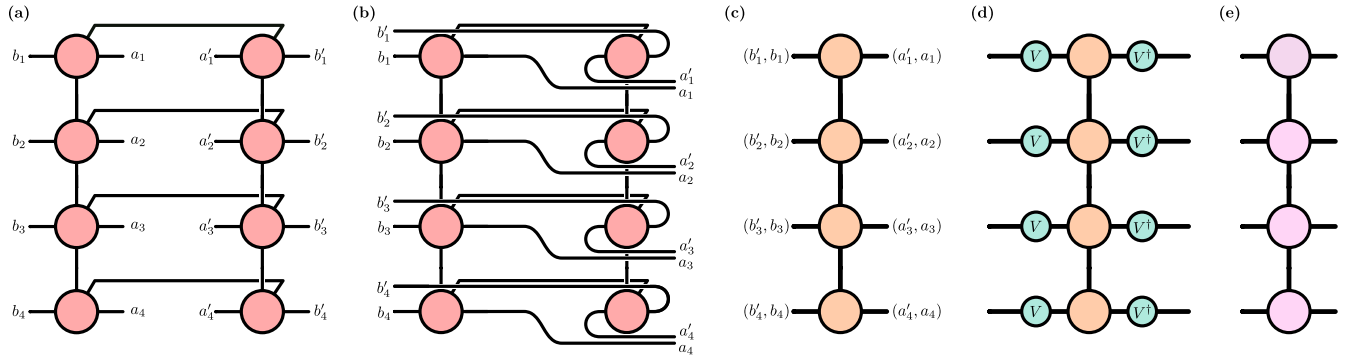 (a) (b) (c) (d) (e)
b₁ a₁ a′₁ b′₁
b₂ a₂ a′₂ b′₂
b₃ a₃ a′₃ b′₃
b₄ a₄ a′₄ b′₄
b′₁
b₁
a′₁
a₁
b′₂
b₂
a′₂
a₂
b′₃
b₃
a′₃
a₃
b′₄
b₄
a′₄
a₄
(b′₁, b₁) (a′₁, a₁)
(b′₂, b₂) (a′₂, a₂)
(b′₃, b₃) (a′₃, a₃)
(b′₄, b₄) (a′₄, a₄)
V V†
V V†
V V†
V V†